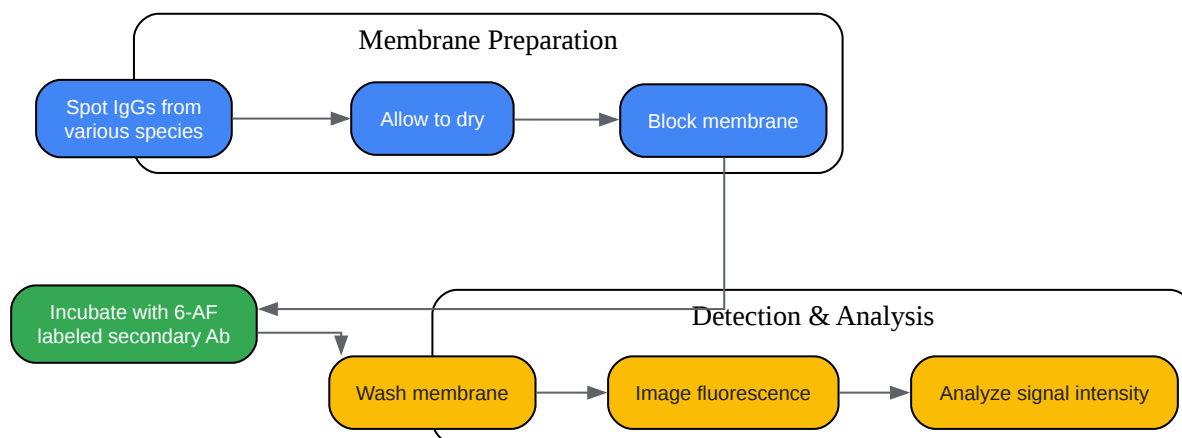 Membrane Preparation
Spot IgGs from
various species
Allow to dry
Block membrane
Incubate with 6-AF
labeled secondary Ab
Detection & Analysis
Wash membrane
Image fluorescence
Analyze signal intensity